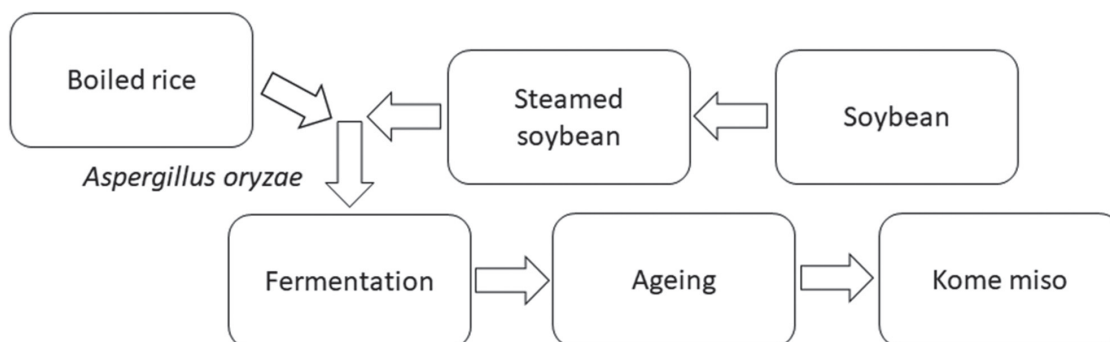 Boiled rice
Steamed
soybean
Soybean
Aspergillus oryzae
Fermentation
Ageing
Kome miso